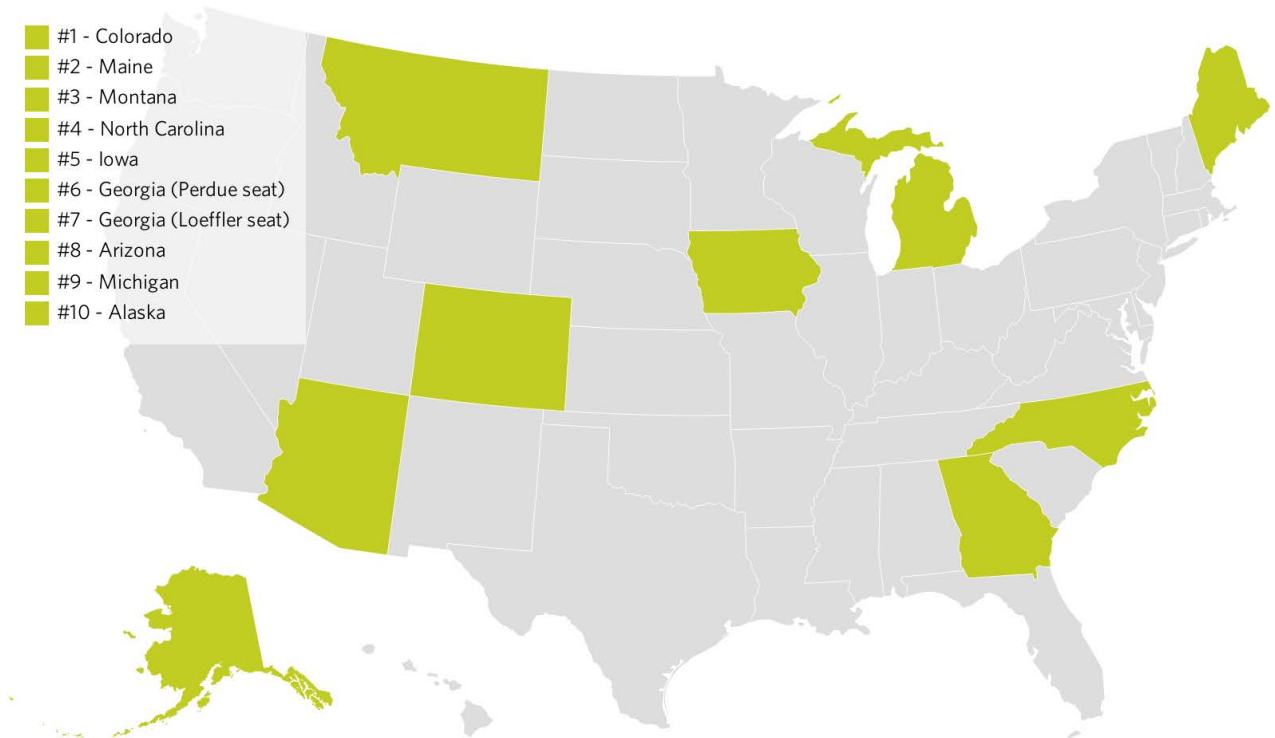 #1 - Colorado
#2 - Maine
#3 - Montana
#4 - North Carolina
#5 - Iowa
#6 - Georgia (Perdue seat)
#7 - Georgia (Loeffler seat)
#8 - Arizona
#9 - Michigan
#10 - Alaska